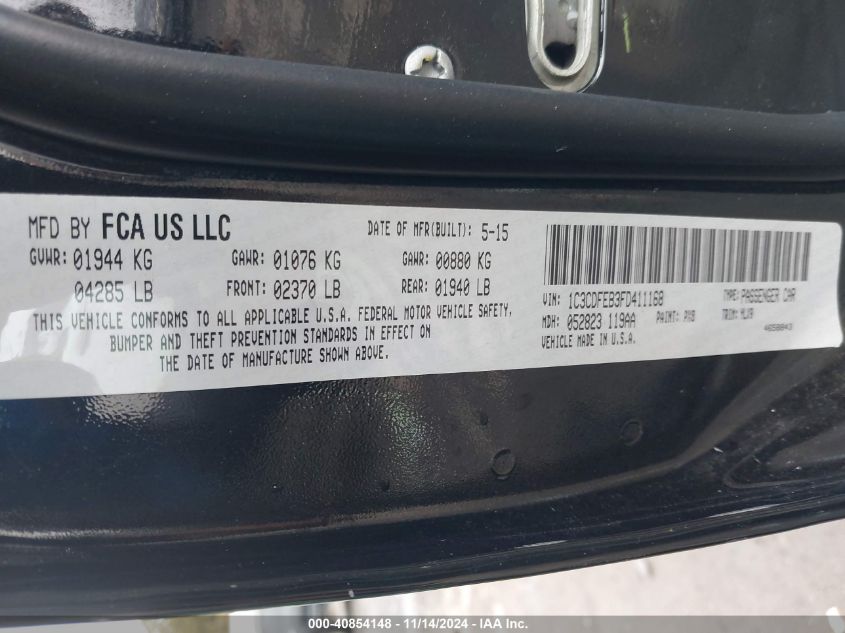 MFD BY FCA US LLC DATE OF MFR(BUILT): 5-15
GVWR: 01944 KG GAWR: 01076 KG GAWR: 00880 KG
04285 LB FRONT: 02370 LB REAR: 01940 LB
THIS VEHICLE CONFORMS TO ALL APPLICABLE U.S.A. FEDERAL MOTOR VEHICLE SAFETY,
BUMPER AND THEFT PREVENTION STANDARDS IN EFFECT ON
THE DATE OF MANUFACTURE SHOWN ABOVE.
VIN: 1C3CDFEB3FD411168 TYPE: PASSENGER CAR
MDH: 052823 119AA PAINT: TRIM:
VEHICLE MADE IN U.S.A.
000-40854148 - 11/14/2024 - IAA Inc.